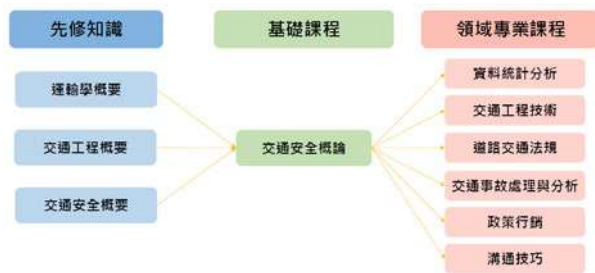 先修知識
基礎課程
領域專業課程
運輸學概要
交通工程概要
交通安全概要
交通安全概論
資料統計分析
交通工程技術
道路交通法規
交通事故處理與分析
政策行銷
溝通技巧